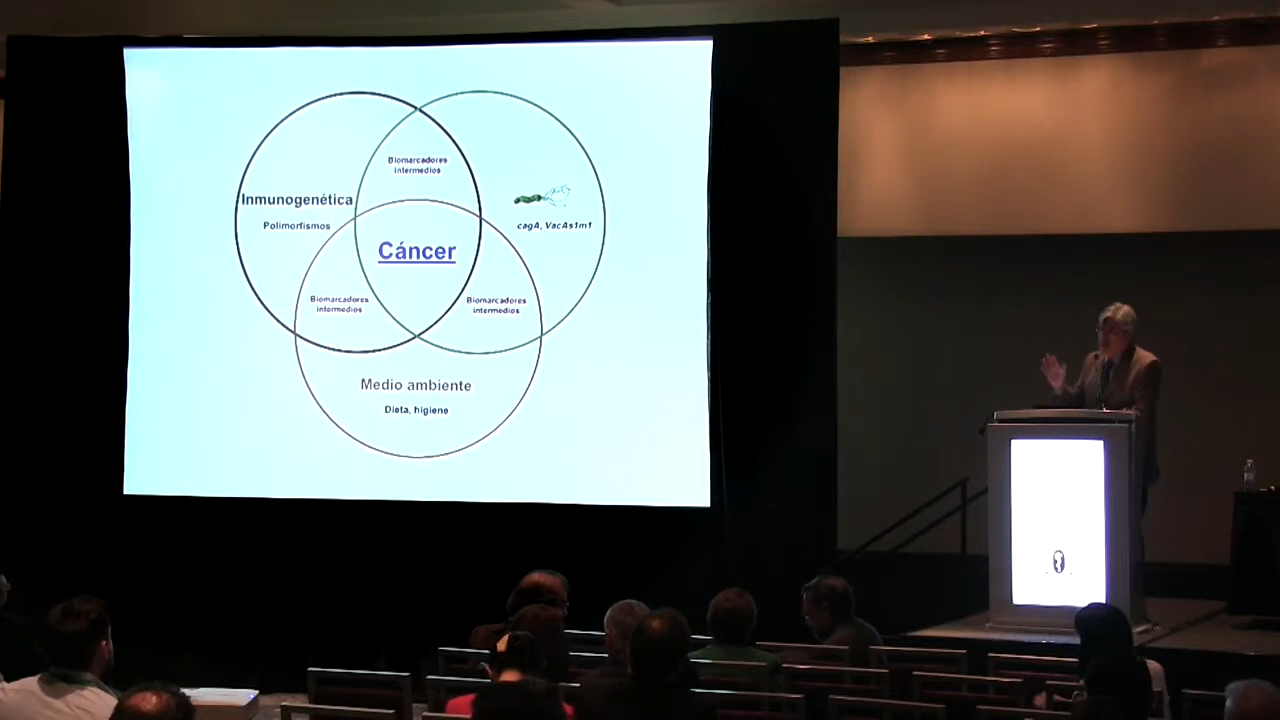 Biomarcadores
intermedios
Inmunogenética
Polimorfismos
cagA, VacAs1m1
Cáncer
Biomarcadores
intermedios
Biomarcadores
intermedios
Medio ambiente
Dieta, higiene